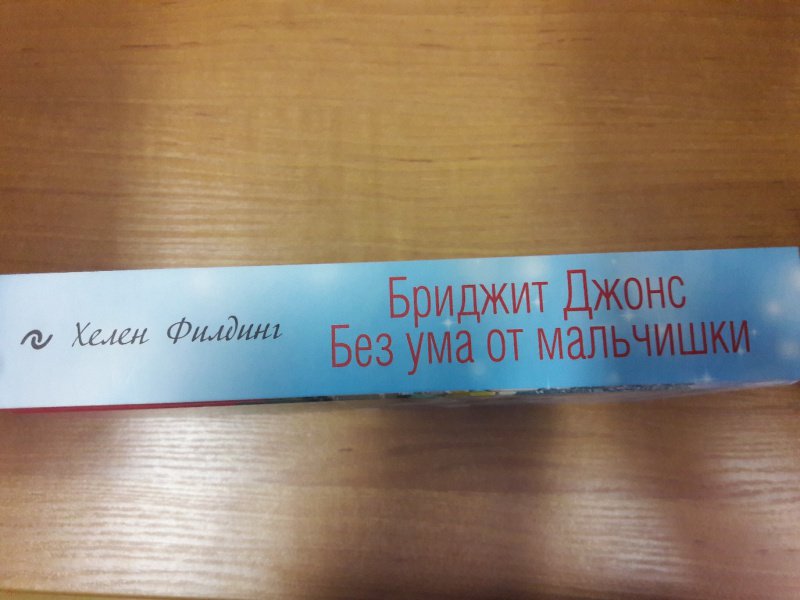 Хелен Филдинг
Бриджит Джонс
Без ума от мальчишки